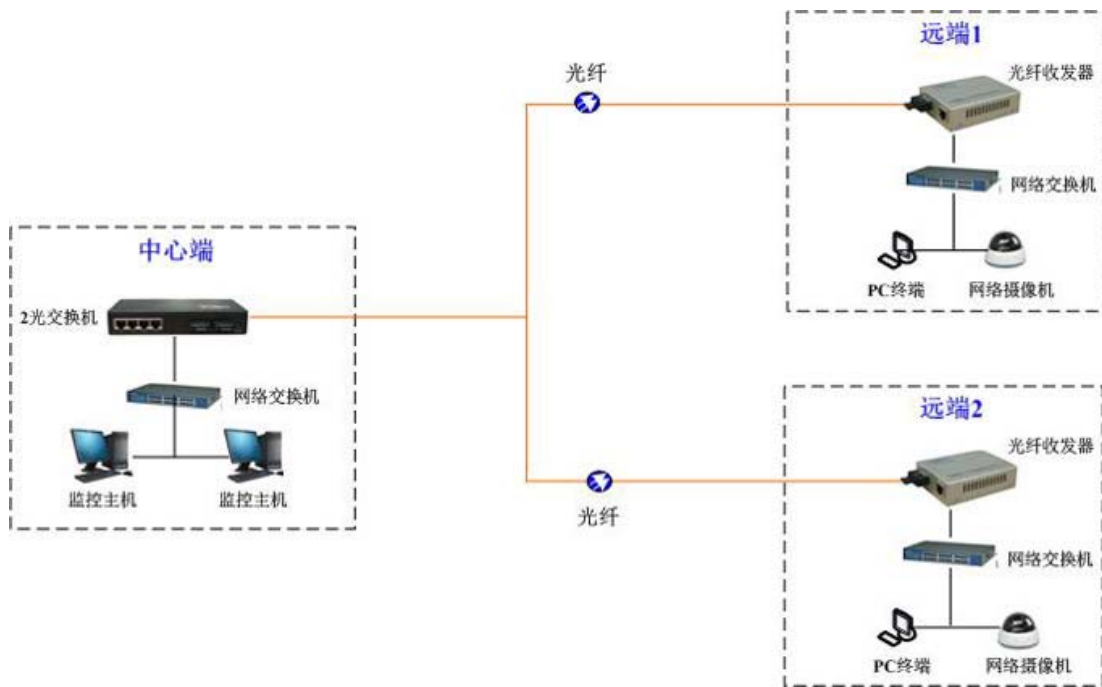 远端1
光纤收发器
光纤
网络交换机
PC终端
网络摄像机
中心端
2光交换机
网络交换机
监控主机
监控主机
远端2
光纤收发器
光纤
网络交换机
PC终端
网络摄像机